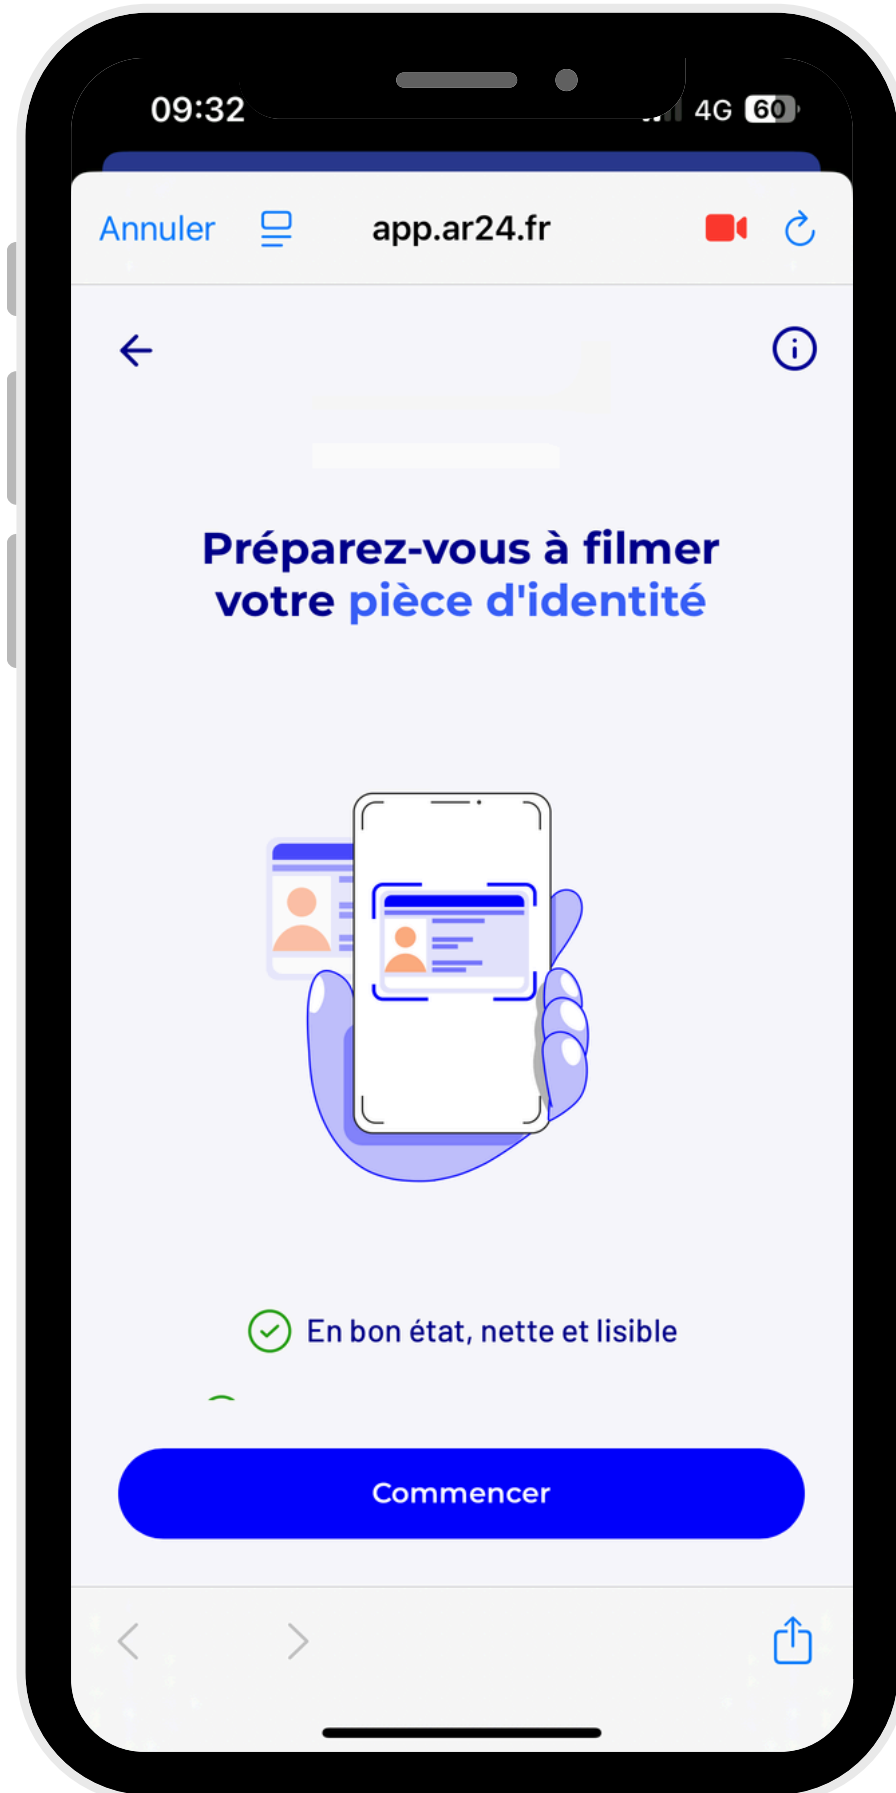 09:32
4G 60
Annuler
app.ar24.fr
Préparez-vous à filmer
votre pièce d'identité
En bon état, nette et lisible
Commencer